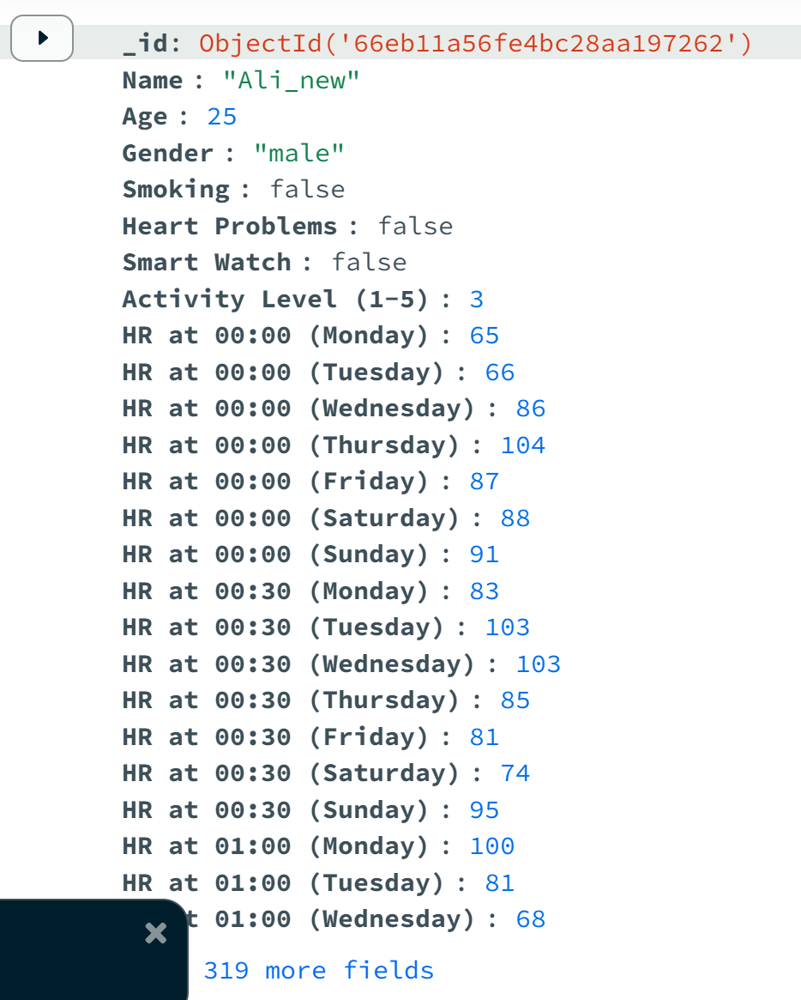 _id: ObjectId('66eb11a56fe4bc28aa197262')
Name : "Ali_new"
Age : 25
Gender : "male"
Smoking : false
Heart Problems : false
Smart Watch : false
Activity Level (1-5) : 3
HR at 00:00 (Monday) : 65
HR at 00:00 (Tuesday) : 66
HR at 00:00 (Wednesday) : 86
HR at 00:00 (Thursday) : 104
HR at 00:00 (Friday) : 87
HR at 00:00 (Saturday) : 88
HR at 00:00 (Sunday) : 91
HR at 00:30 (Monday) : 83
HR at 00:30 (Tuesday) : 103
HR at 00:30 (Wednesday) : 103
HR at 00:30 (Thursday) : 85
HR at 00:30 (Friday) : 81
HR at 00:30 (Saturday) : 74
HR at 00:30 (Sunday) : 95
HR at 01:00 (Monday) : 100
HR at 01:00 (Tuesday) : 81
t 01:00 (Wednesday) : 68
319 more fields